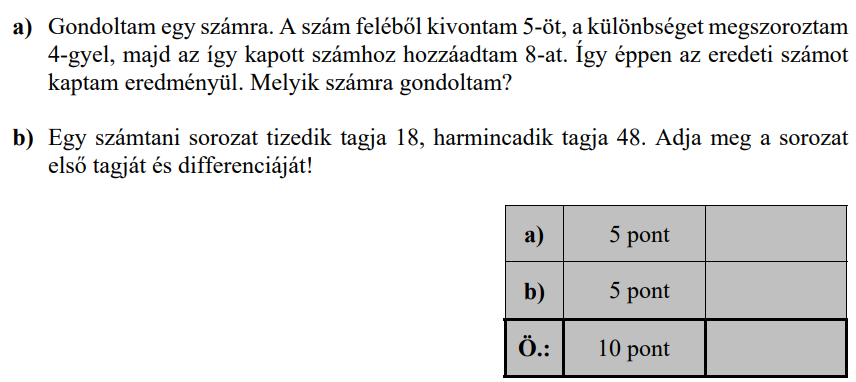 a) Gondoltam egy számra. A szám feléből kivontam 5-öt, a különbséget megszoroztam
4-gyel, majd az így kapott számhoz hozzáadtam 8-at. Így éppen az eredeti számot
kaptam eredményül. Melyik számra gondoltam?
b) Egy számtani sorozat tizedik tagja 18, harmincadik tagja 48. Adja meg a sorozat
első tagját és differenciáját!
a) 5 pont
b) 5 pont
Ö.: 10 pont